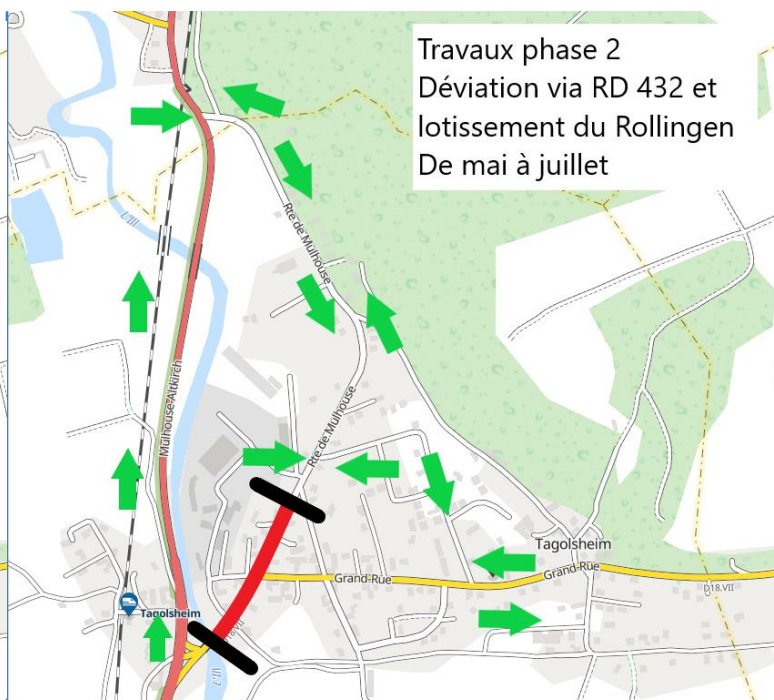 Travaux phase 2
Déviation via RD 432 et
lotissement du Rollingen
De mai à juillet
L'Ill
Rte de Mulhouse
Mulhouse-Altkirch
Rte de Mulhouse
Tagolsheim
Grand-Rue
Grand-Rue
D18.VII
Tagolsheim